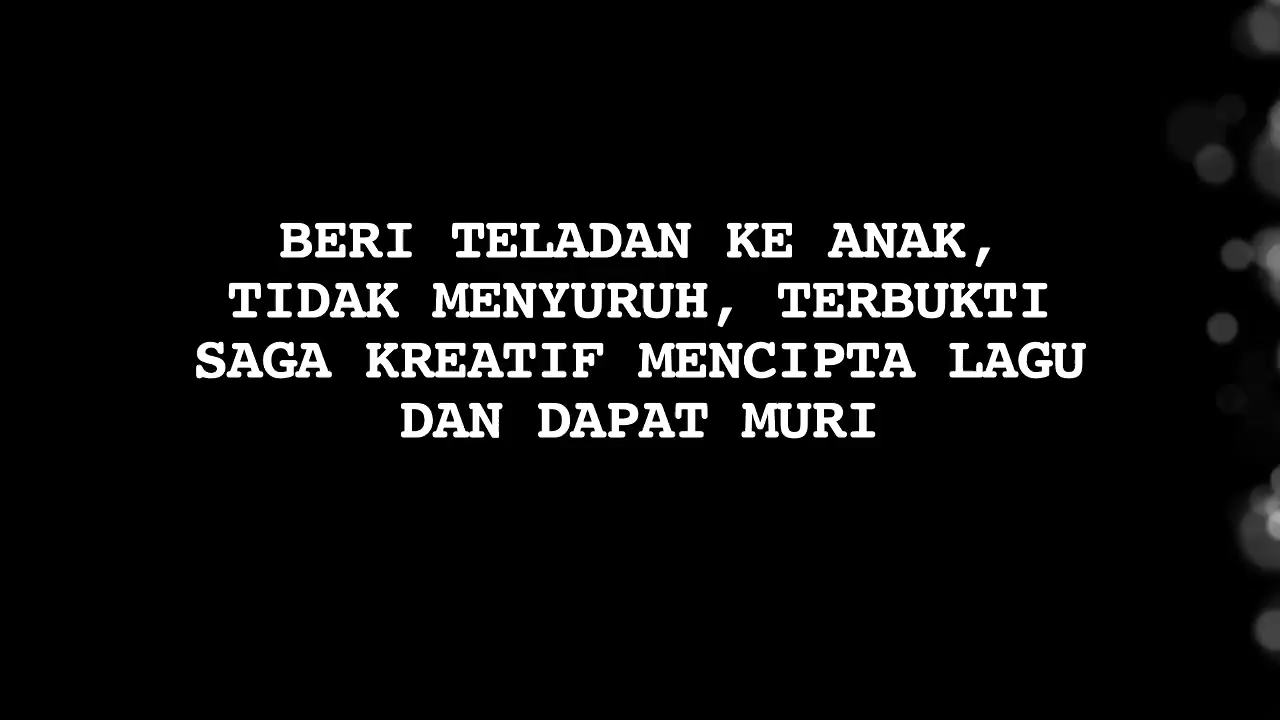 BERI TELADAN KE ANAK,
TIDAK MENYURUH, TERBUKTI
SAGA KREATIF MENCIPTA LAGU
DAN DAPAT MURI